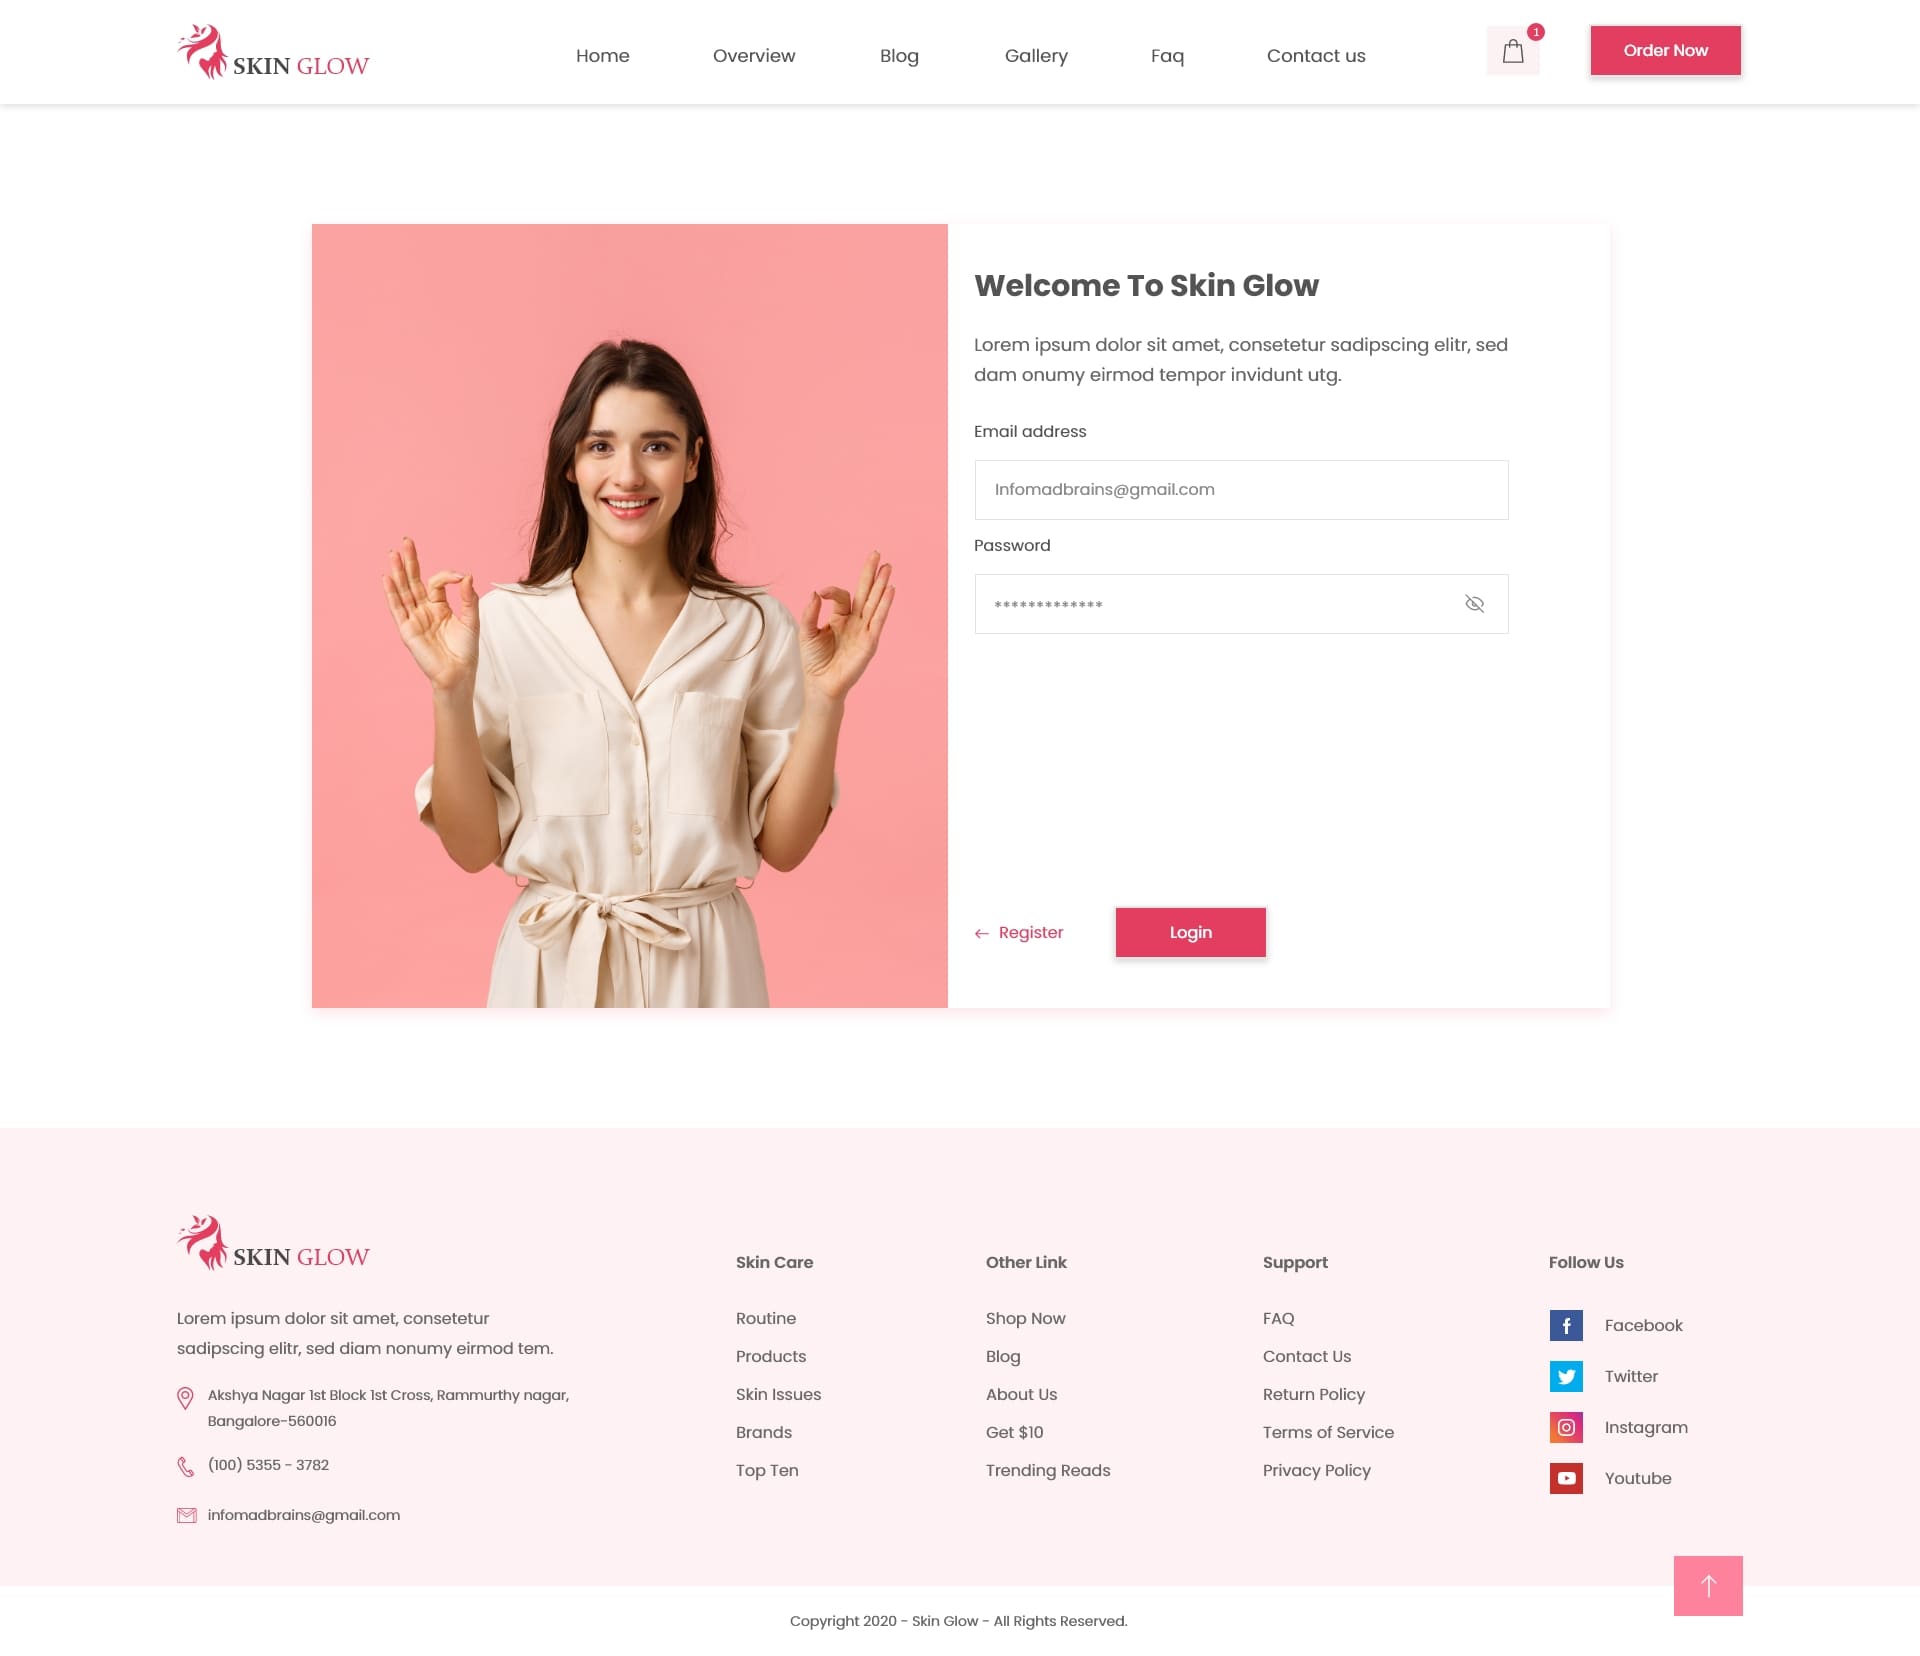 SKIN GLOW
Home
Overview
Blog
Gallery
Faq
Contact us
1
Order Now
Welcome To Skin Glow
Lorem ipsum dolor sit amet, consetetur sadipscing elitr, sed
dam onumy eirmod tempor invidunt utg.
Email address
Infomadbrains@gmail.com
Password
*************
Register
Login
SKIN GLOW
Lorem ipsum dolor sit amet, consetetur
sadipscing elitr, sed diam nonumy eirmod tem.
Akshya Nagar 1st Block 1st Cross, Rammurthy nagar,
Bangalore-560016
(100) 5355 - 3782
infomadbrains@gmail.com
Skin Care
Routine
Products
Skin Issues
Brands
Top Ten
Other Link
Shop Now
Blog
About Us
Get $10
Trending Reads
Support
FAQ
Contact Us
Return Policy
Terms of Service
Privacy Policy
Follow Us
Facebook
Twitter
Instagram
Youtube
Copyright 2020 - Skin Glow - All Rights Reserved.